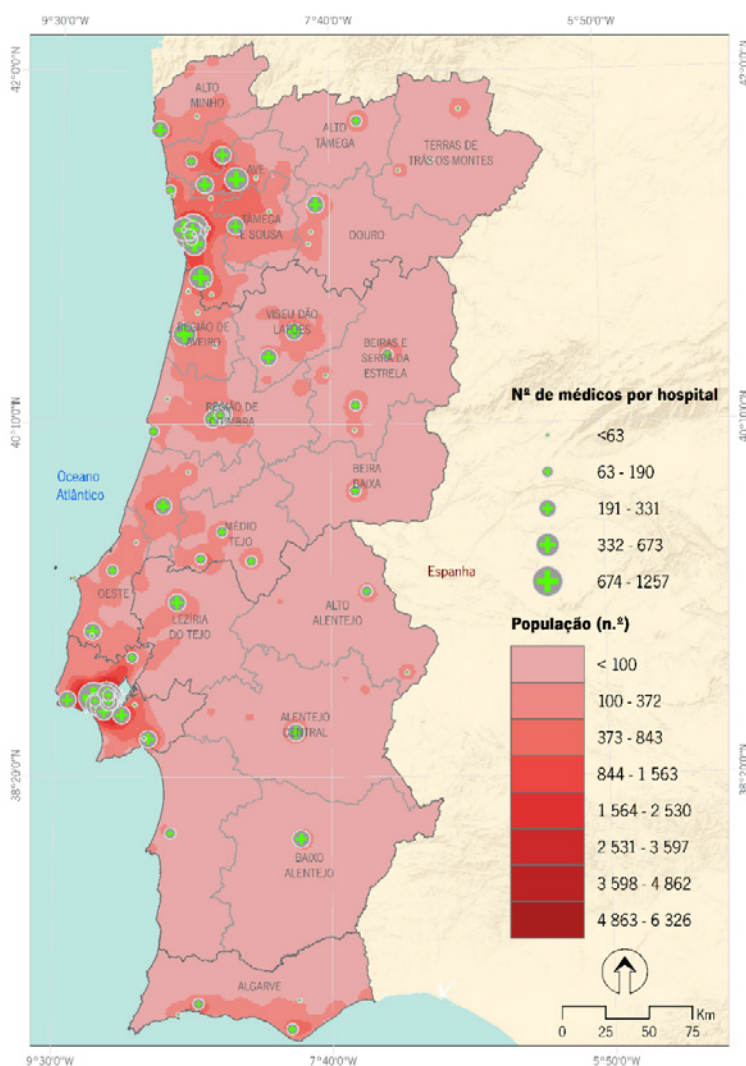 9°30'0"W
7°40'0"W
5°50'0"W
42°0'0"N
42°0'0"N
ALTO
MINHO
ALTO
TÂMEGA
TERRAS DE
TRÁS OS MONTES
AVE
TÂMEGA
E SOUSA
DOURO
VISEU DÃO
LAFÕES
REGIÃO DE
AVEIRO
BEIRAS E
SERRA DA
ESTRELA
Nº de médicos por hospital
<63
63 - 190
191 - 331
332 - 673
674 - 1257
REGIÃO DE
COIMBRA
40°10'0"N
40°10'0"N
Oceano
Atlântico
BEIRA
BAIXA
MÉDIO
TEJO
Espanha
OESTE
LEZÍRIA
DO TEJO
ALTO
ALENTEJO
População (n.º)
< 100
100 - 372
373 - 843
844 - 1 563
1 564 - 2 530
2 531 - 3 597
3 598 - 4 862
4 863 - 6 326
ALENTEJO
CENTRAL
38°20'0"N
38°20'0"N
BAIXO
ALENTEJO
ALGARVE
Km
0 25 50 75
9°30'0"W
7°40'0"W
5°50'0"W